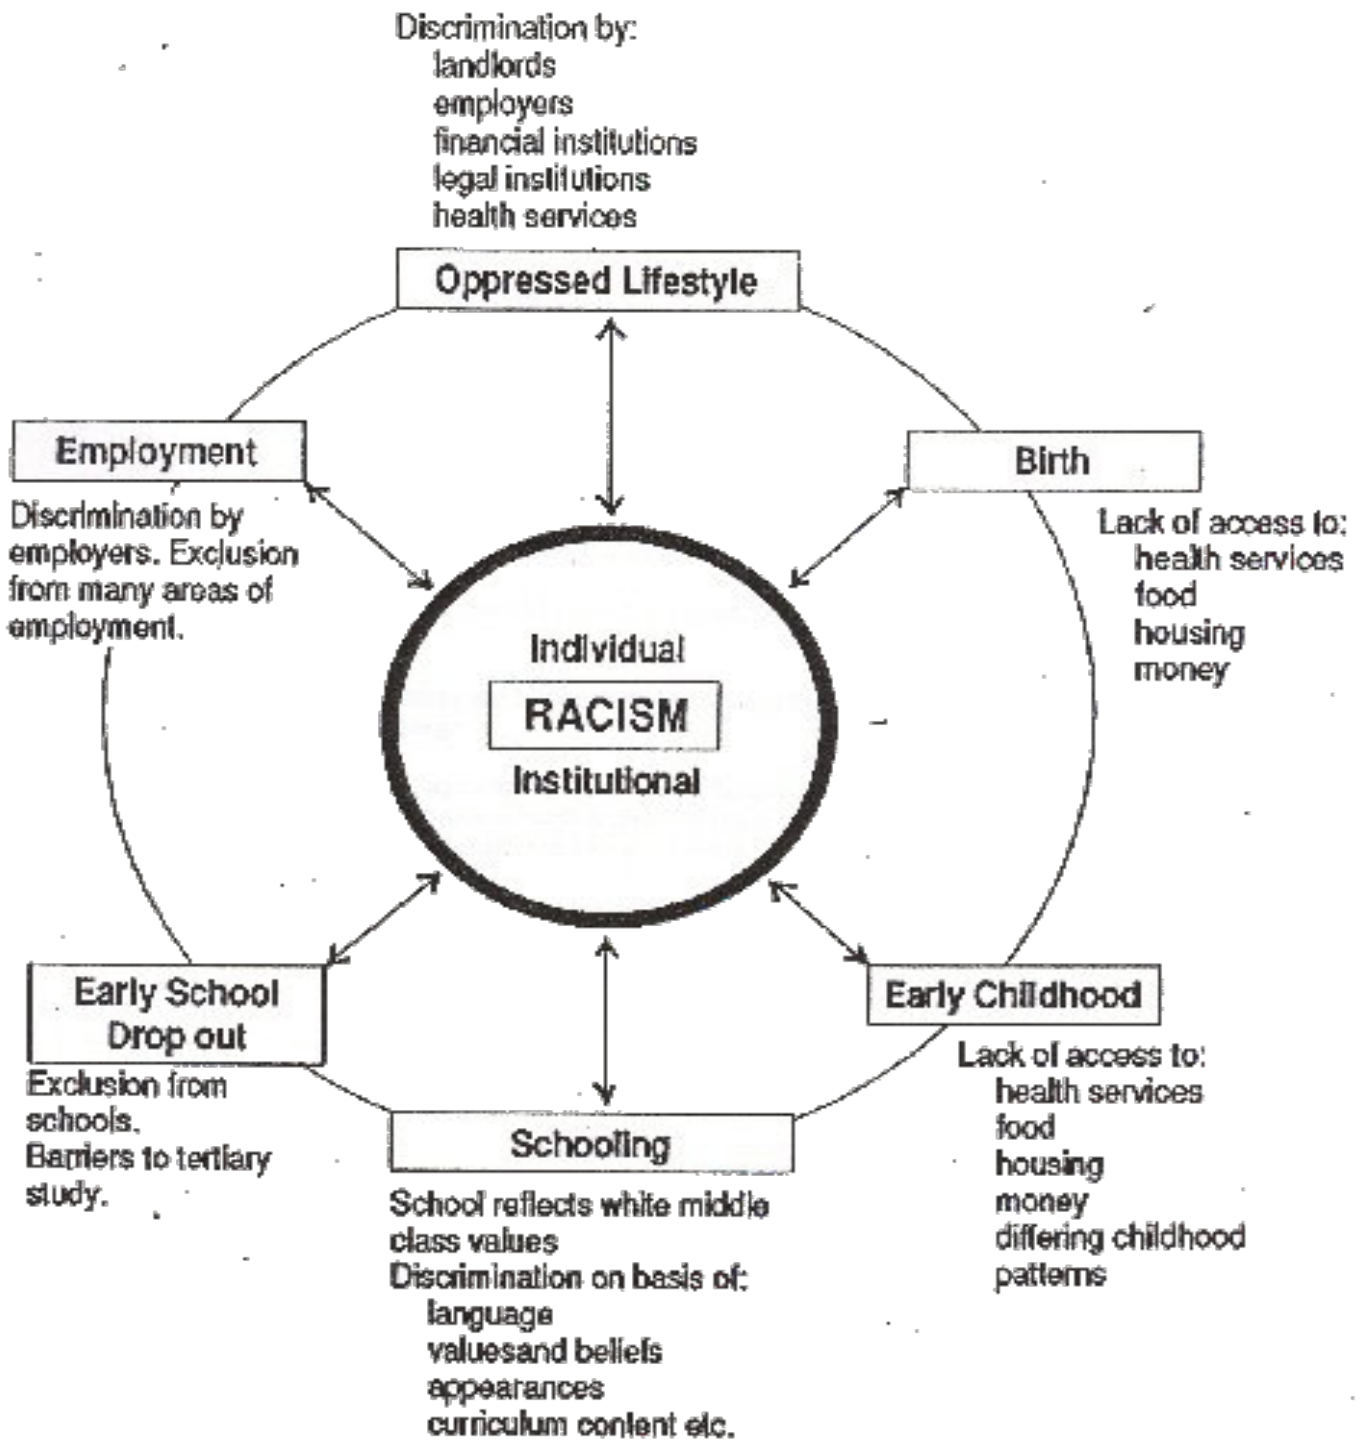 Discrimination by:
landlords
employers
financial institutions
legal institutions
health services
Oppressed Lifestyle
Employment
Discrimination by
employers. Exclusion
from many areas of
employment.
Birth
Lack of access to:
health services
food
housing
money
Individual
RACISM
Institutional
Early School
Drop out
Exclusion from
schools.
Barriers to tertiary
study.
Early Childhood
Lack of access to:
health services
food
housing
money
differing childhood
patterns
Schooling
School reflects white middle
class values
Discrimination on basis of:
language
valuesand beliefs
appearances
curriculum content etc.